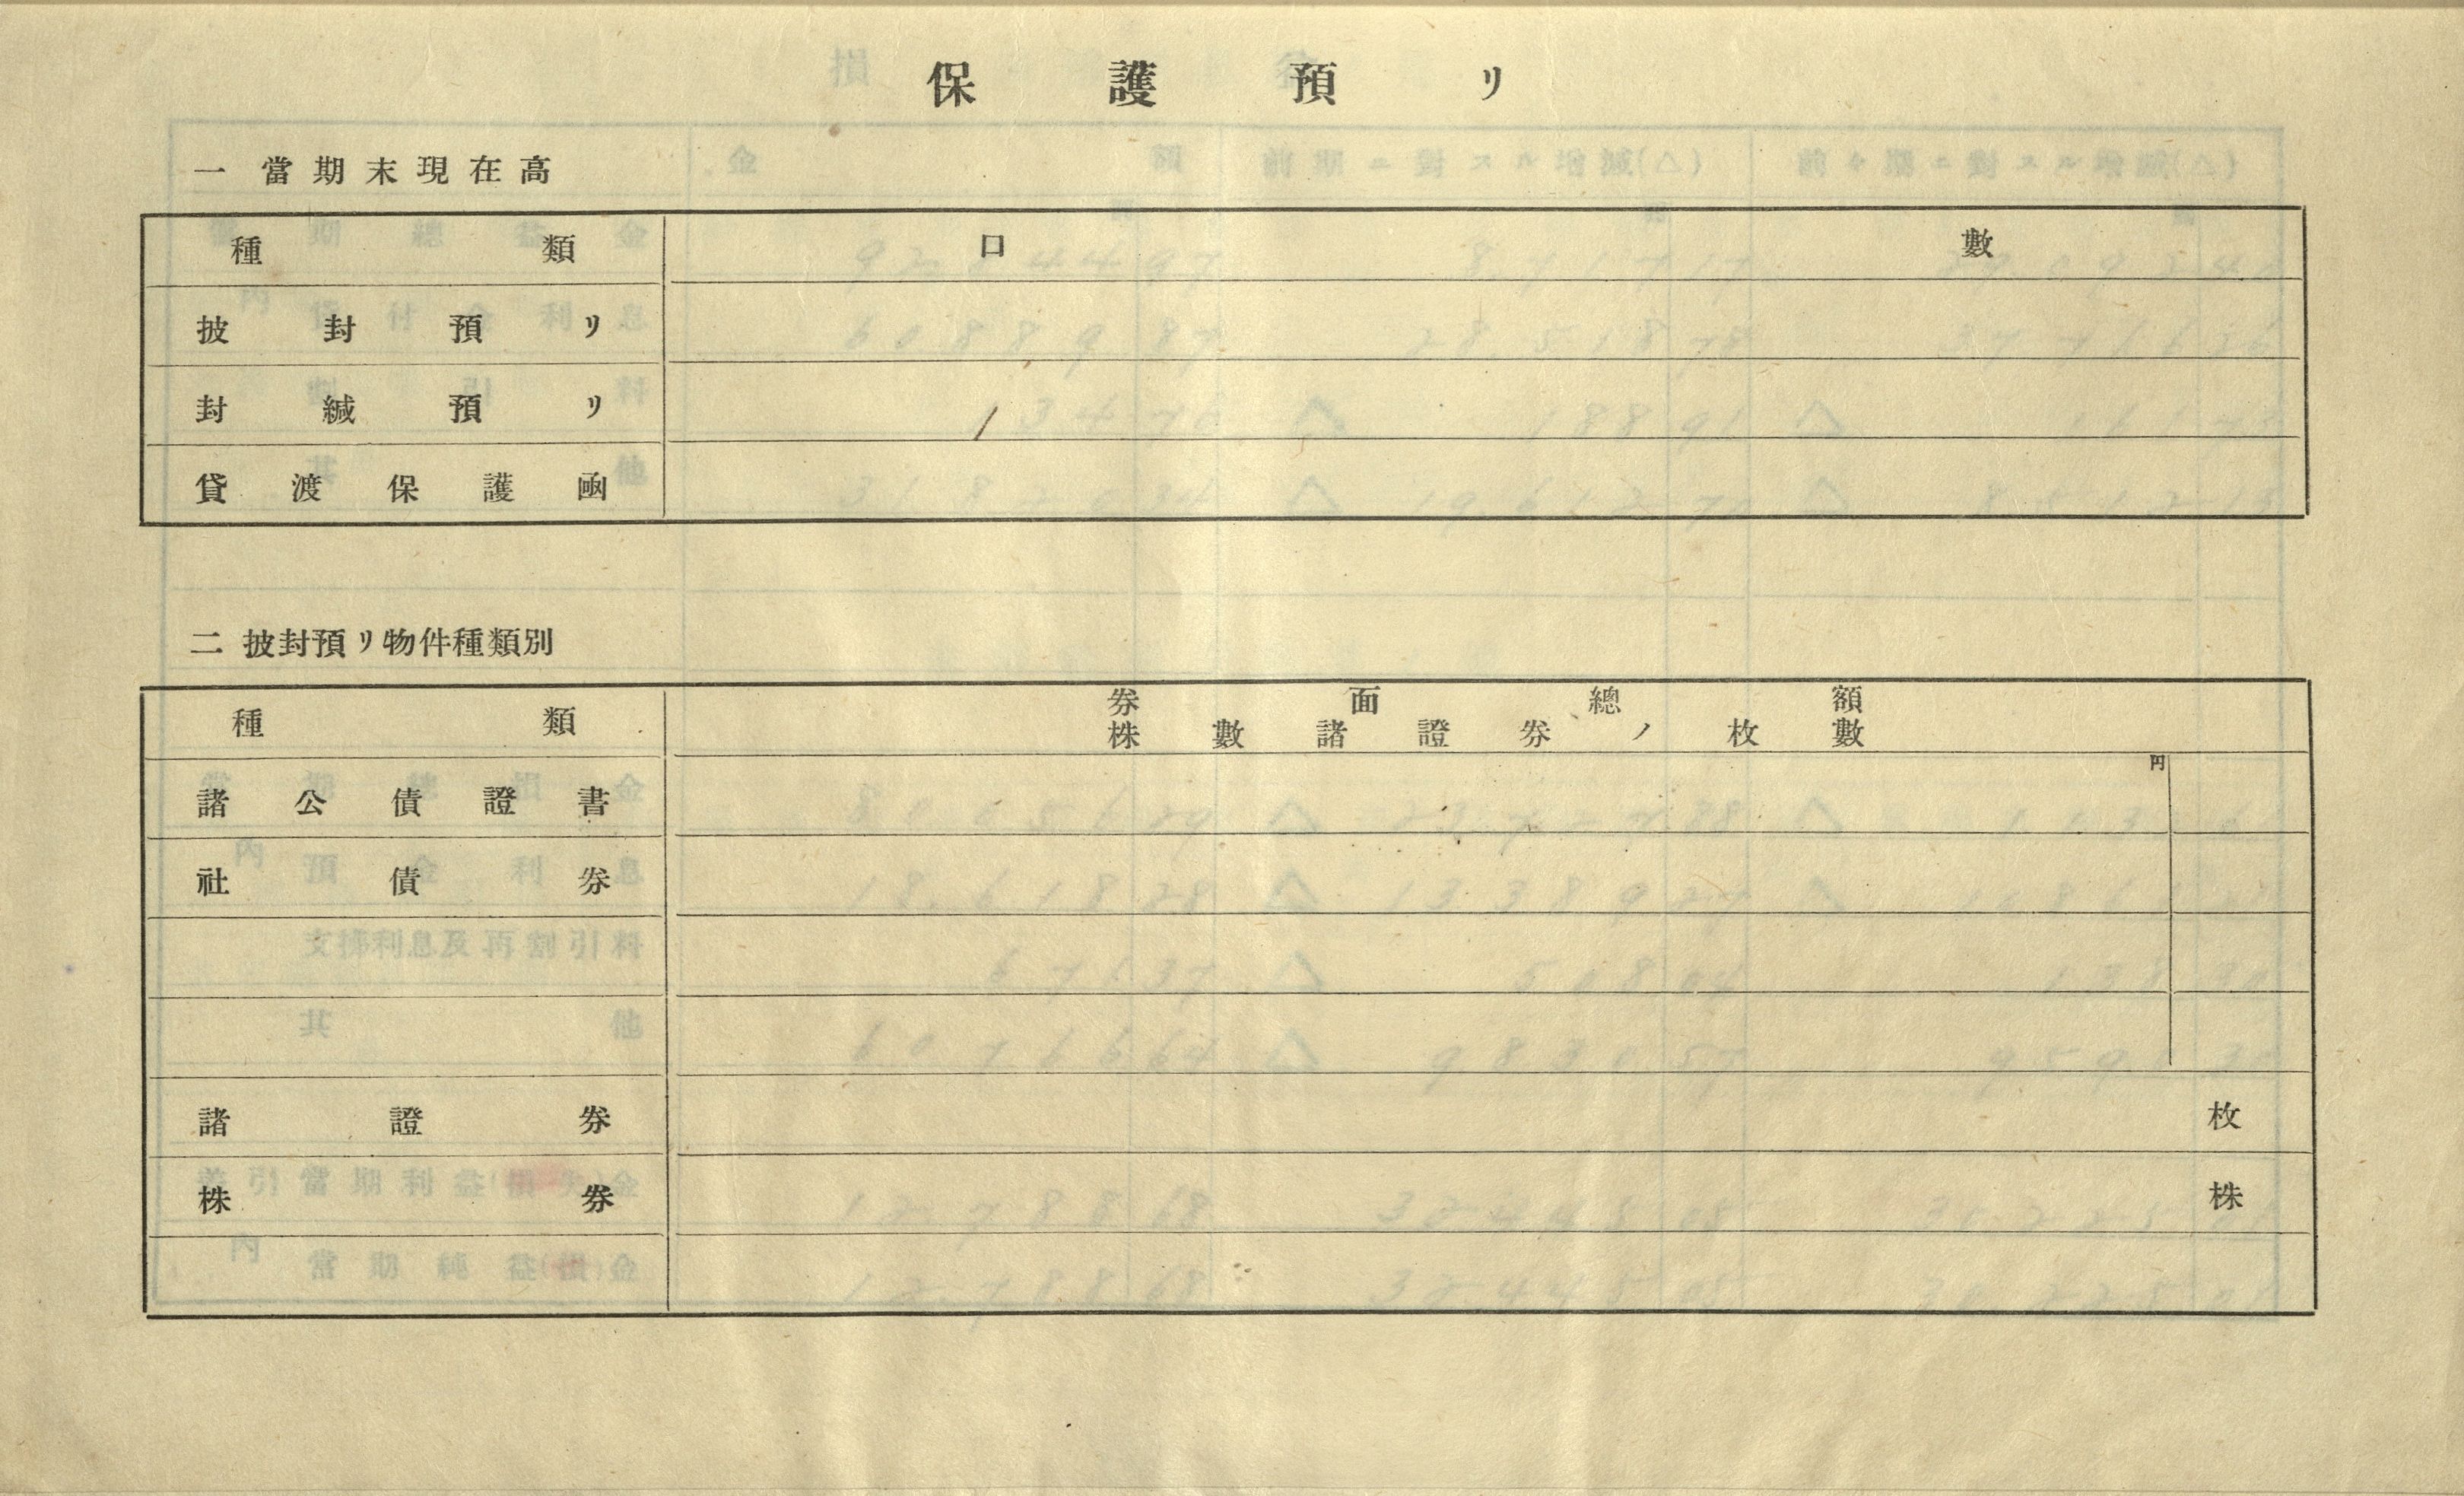 保護預リ
一 當期末現在高
種類 口數
披封預リ
封緘預リ 1
貸渡保護凾
二 披封預リ物件種類別
種類 券面總額
株數諸證券ノ枚數
円
諸公債證書
社債券
諸證券 枚
株券 株